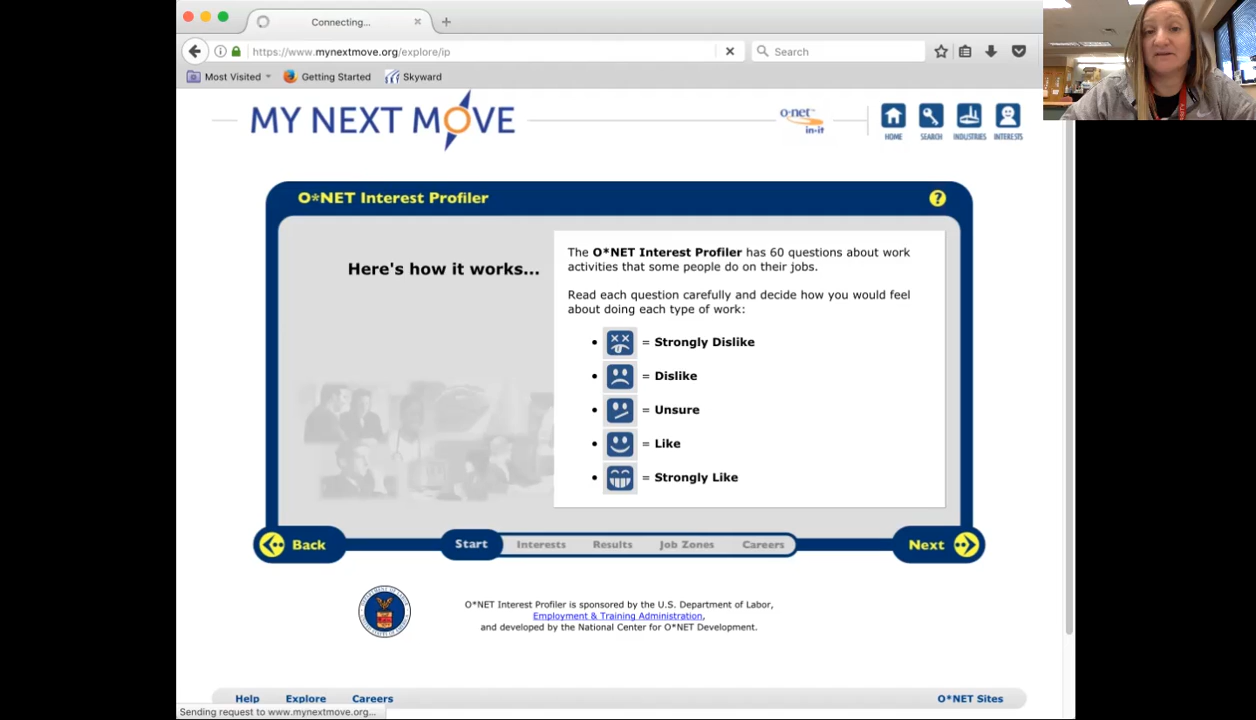 Connecting...
https://www.mynextmove.org/explore/ip
Search
Most Visited
Getting Started
Skyward
MY NEXT MOVE
o·net™
in-it
HOME
SEARCH
INDUSTRIES
INTERESTS
O*NET Interest Profiler
?
Here's how it works...
The O*NET Interest Profiler has 60 questions about work
activities that some people do on their jobs.
Read each question carefully and decide how you would feel
about doing each type of work:
• = Strongly Dislike
• = Dislike
• = Unsure
• = Like
• = Strongly Like
Back
Start
Interests
Results
Job Zones
Careers
Next
O*NET Interest Profiler is sponsored by the U.S. Department of Labor,
Employment & Training Administration,
and developed by the National Center for O*NET Development.
Help
Explore
Careers
O*NET Sites
Sending request to www.mynextmove.org...